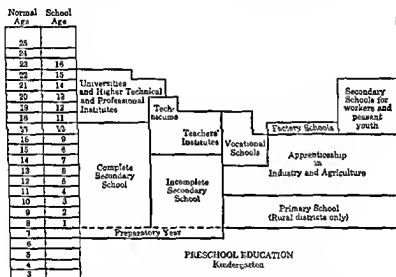 Normal School
Age Age
25
24
23 16
22 15
21 14
20 13
19 12
18 11
17 10
16 9
15 8
14 7
13 6
12 5
11 4
10 3
9 2
8 1
7
6
5
4
3
Universities
and Higher Technical
and Professional
Institutes
Tech-
nicums
Teachers'
Institutes
Vocational
Schools
Factory Schools
Secondary
Schools for
workers and
peasant
youth
Complete
Secondary
School
Incomplete
Secondary
School
Apprenticeship
in
Industry and Agriculture
Primary School
(Rural districts only)
Preparatory Year
PRESCHOOL EDUCATION
Kindergarten